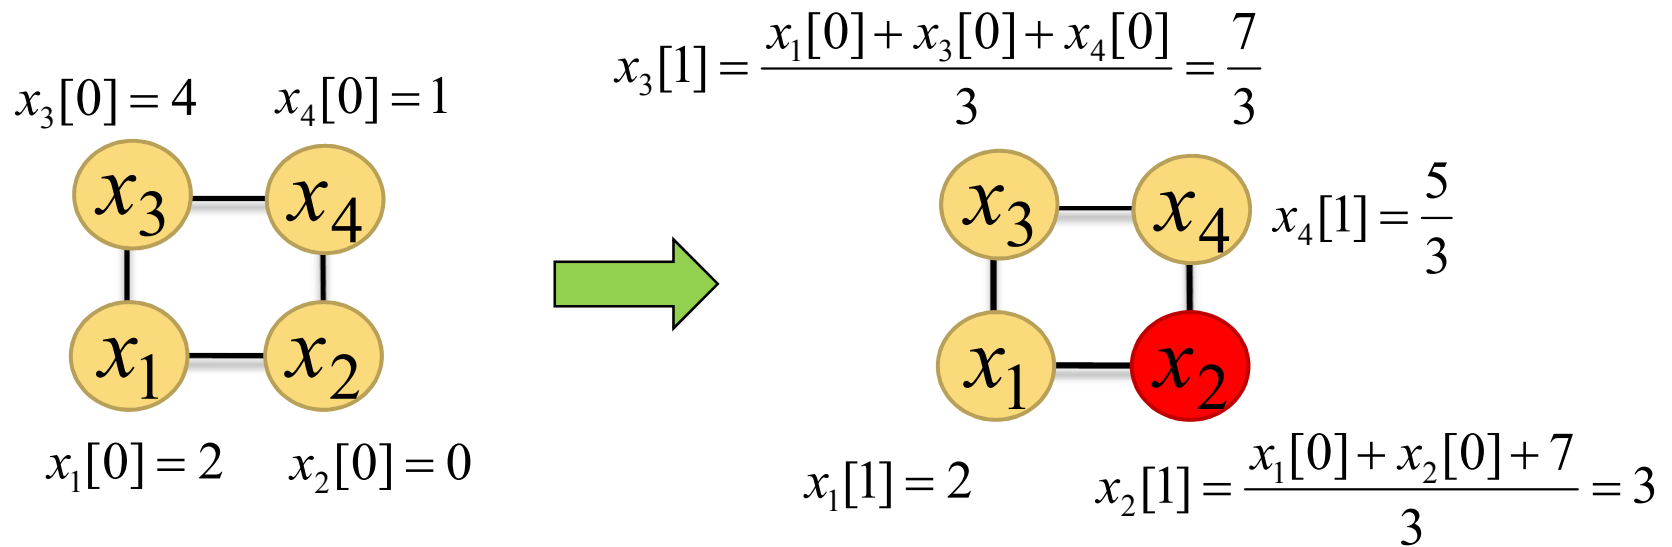 x₃[0] = 4
x₄[0] = 1
x₃
x₄
x₁
x₂
x₁[0] = 2
x₂[0] = 0
x₃[1] = (x₁[0] + x₃[0] + x₄[0]) / 3 = 7/3
x₃
x₄
x₄[1] = 5/3
x₁
x₂
x₁[1] = 2
x₂[1] = (x₁[0] + x₂[0] + 7) / 3 = 3